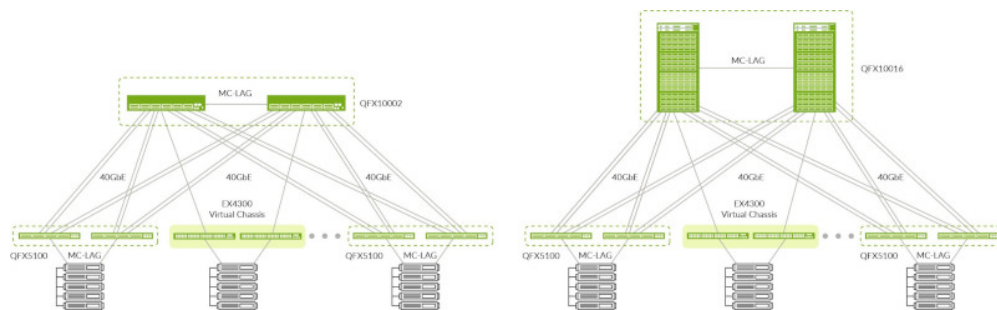 MC-LAG
QFX10002
40GbE
40GbE
40GbE
EX4300
Virtual Chassis
QFX5100
MC-LAG
QFX5100
MC-LAG
MC-LAG
QFX10016
40GbE
40GbE
40GbE
EX4300
Virtual Chassis
QFX5100
MC-LAG
QFX5100
MC-LAG